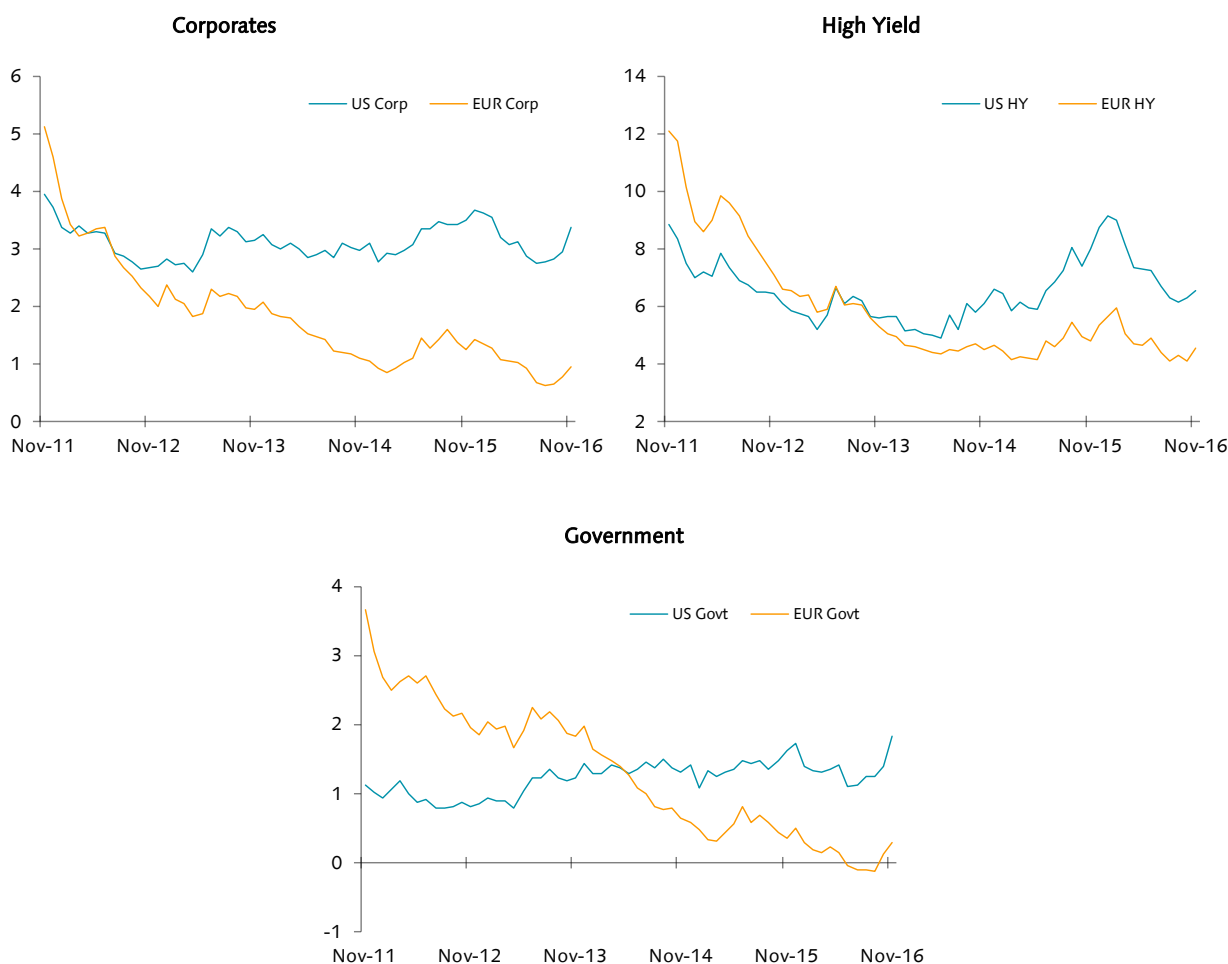 Corporates
6
5
4
3
2
1
0
US Corp
EUR Corp
Nov-11
Nov-12
Nov-13
Nov-14
Nov-15
Nov-16
High Yield
14
12
10
8
6
4
2
US HY
EUR HY
Nov-11
Nov-12
Nov-13
Nov-14
Nov-15
Nov-16
Government
4
3
2
1
0
-1
US Govt
EUR Govt
Nov-11
Nov-12
Nov-13
Nov-14
Nov-15
Nov-16